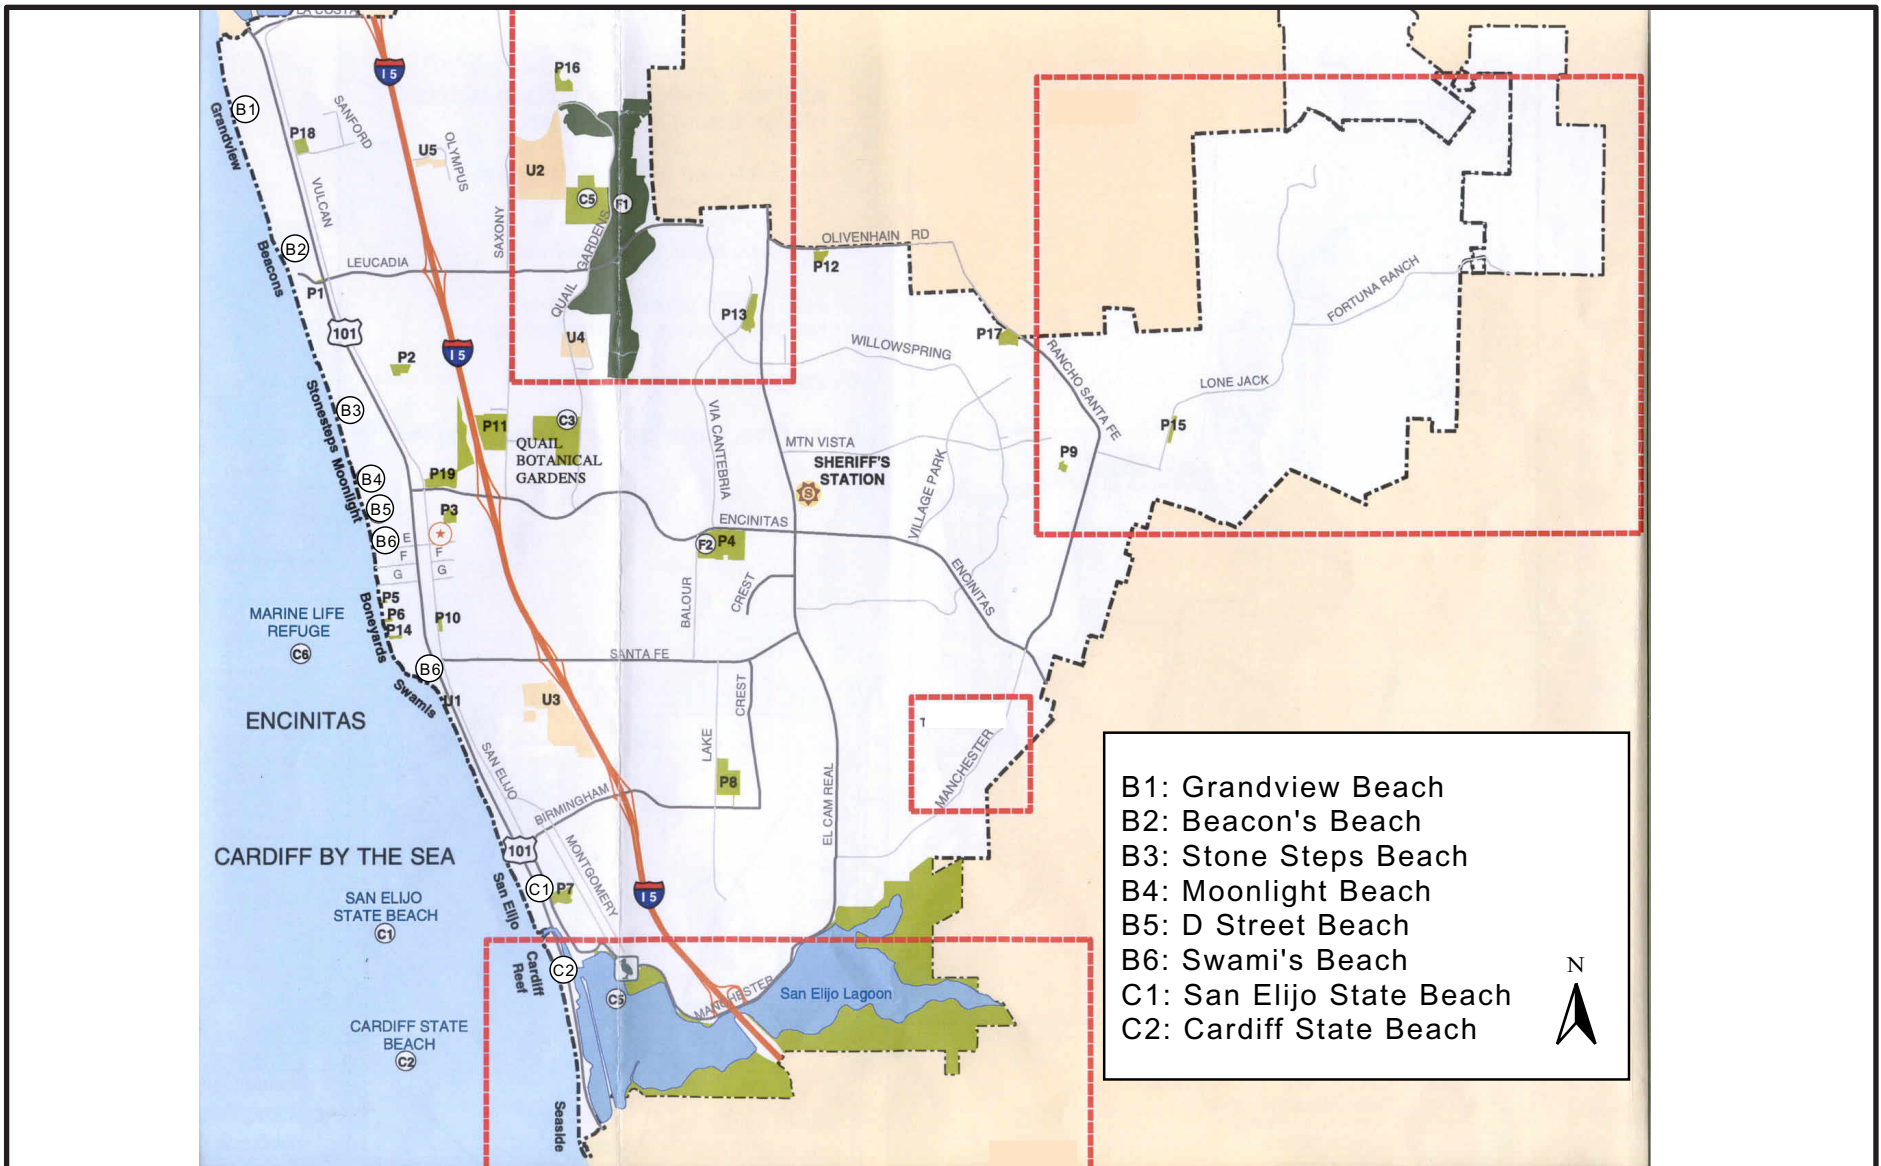 LA COSTA
I 5
P16
B1
Grandview
P18
SANFORD
U5
OLYMPUS
U2
C5
F1
VULCAN
SAXONY
GARDENS
QUAIL
B2
Beacons
LEUCADIA
P1
OLIVENHAIN RD
P12
FORTUNA RANCH
101
I 5
P2
U4
P13
WILLOWSPRING
P17
RANCHO SANTA FE
LONE JACK
Stonesteps
B3
P11
C3
QUAIL
BOTANICAL
GARDENS
VIA CANTEBRIA
MTN VISTA
SHERIFF'S
STATION
S
VILLAGE PARK
P9
P15
Moonlight
B4
P19
B5
P3
B6
E
F
F
G
G
ENCINITAS
F2
P4
ENCINITAS
CREST
BALOUR
P5
P6
P14
P10
Boneyards
MARINE LIFE
REFUGE
C6
SANTA FE
B6
Swamis
U1
U3
CREST
LAKE
ENCINITAS
T
MANCHESTER
SAN ELIJO
P8
BIRMINGHAM
EL CAM REAL
101
MONTGOMERY
CARDIFF BY THE SEA
C1
P7
I 5
San Elijo
SAN ELIJO
STATE BEACH
C1
Cardiff
Reef
C2
C5
MANCHESTER
San Elijo Lagoon
CARDIFF STATE
BEACH
C2
Seaside
B1: Grandview Beach
B2: Beacon's Beach
B3: Stone Steps Beach
B4: Moonlight Beach
B5: D Street Beach
B6: Swami's Beach
C1: San Elijo State Beach
C2: Cardiff State Beach
N